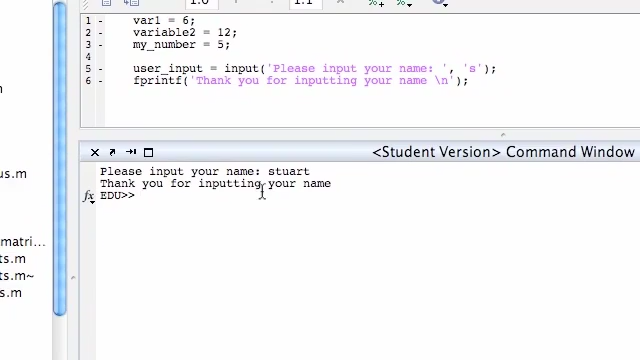 1.0
1.1
1 - var1 = 6;
2 - variable2 = 12;
3 - my_number = 5;
4
5 - user_input = input('Please input your name: ', 's');
6 - fprintf('Thank you for inputting your name \n');
<Student Version> Command Window
Please input your name: stuart
Thank you for inputting your name
fx EDU>>
us.m
matri...
ts.m
ts.m~
s.m